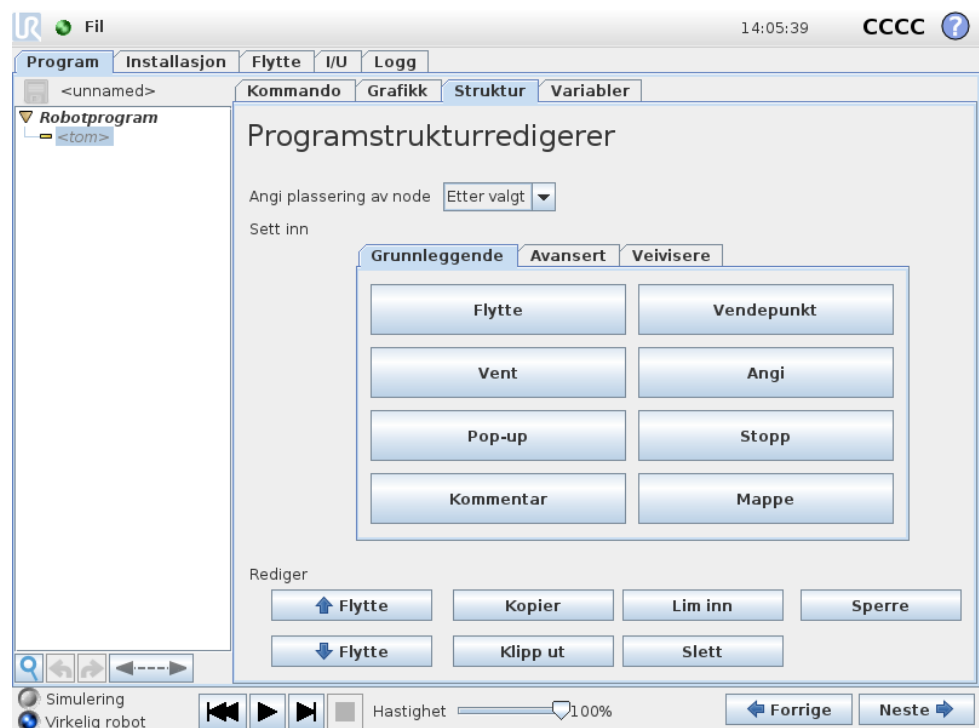 UR Fil 14:05:39 CCCC ?
Program Installasjon Flytte I/U Logg
<unnamed>
Kommando Grafikk Struktur Variabler
Robotprogram
<tom>
Programstrukturredigerer
Angi plassering av node Etter valgt
Sett inn
Grunnleggende Avansert Veivisere
Flytte Vendepunkt
Vent Angi
Pop-up Stopp
Kommentar Mappe
Rediger
Flytte Kopier Lim inn Sperre
Flytte Klipp ut Slett
Simulering
Virkelig robot
Hastighet 100%
Forrige Neste